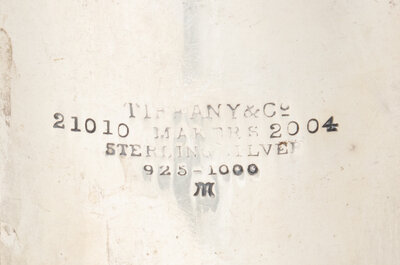 TIFFANY & Co
21010 MAKERS 2004
STERLING SILVER
925-1000
M